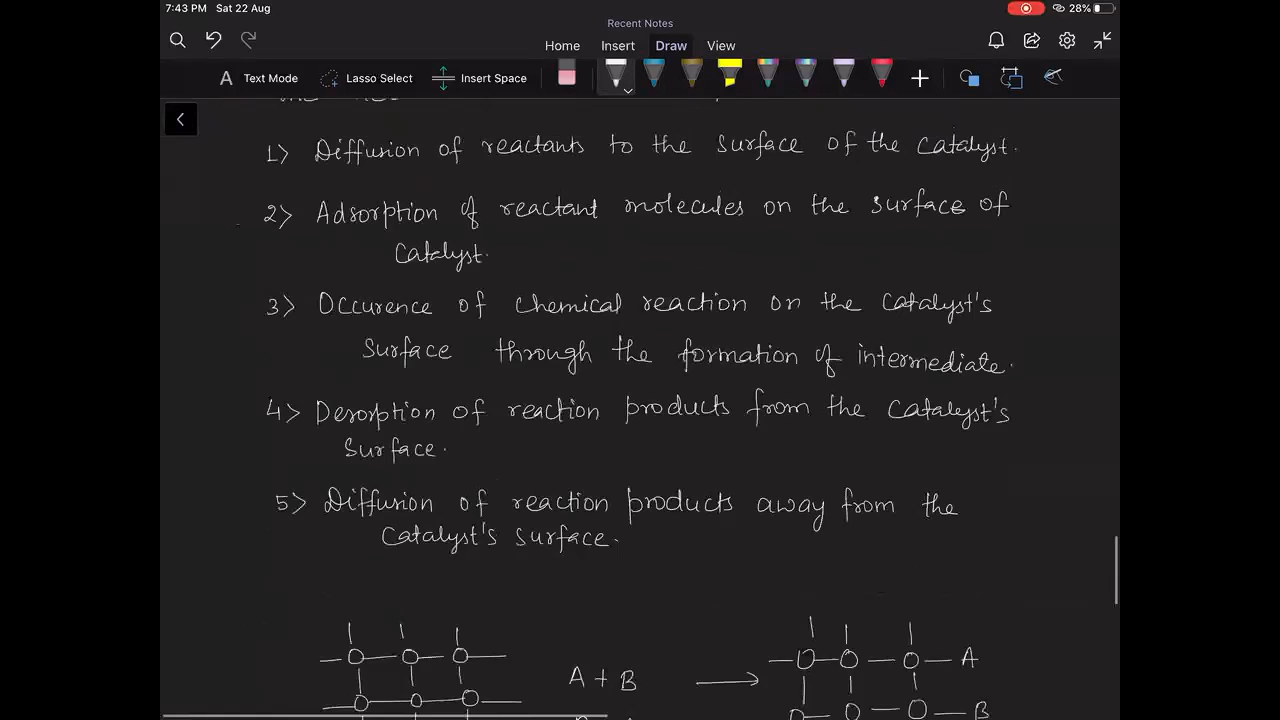 7:43 PM Sat 22 Aug
28%
Recent Notes
Home Insert Draw View
A Text Mode Lasso Select Insert Space
1> Diffusion of reactants to the surface of the catalyst.
2> Adsorption of reactant molecules on the surface of
catalyst.
3> Occurence of chemical reaction on the catalyst's
surface through the formation of intermediate.
4> Desorption of reaction products from the catalyst's
surface.
5> Diffusion of reaction products away from the
catalyst's surface.
A + B → A
B